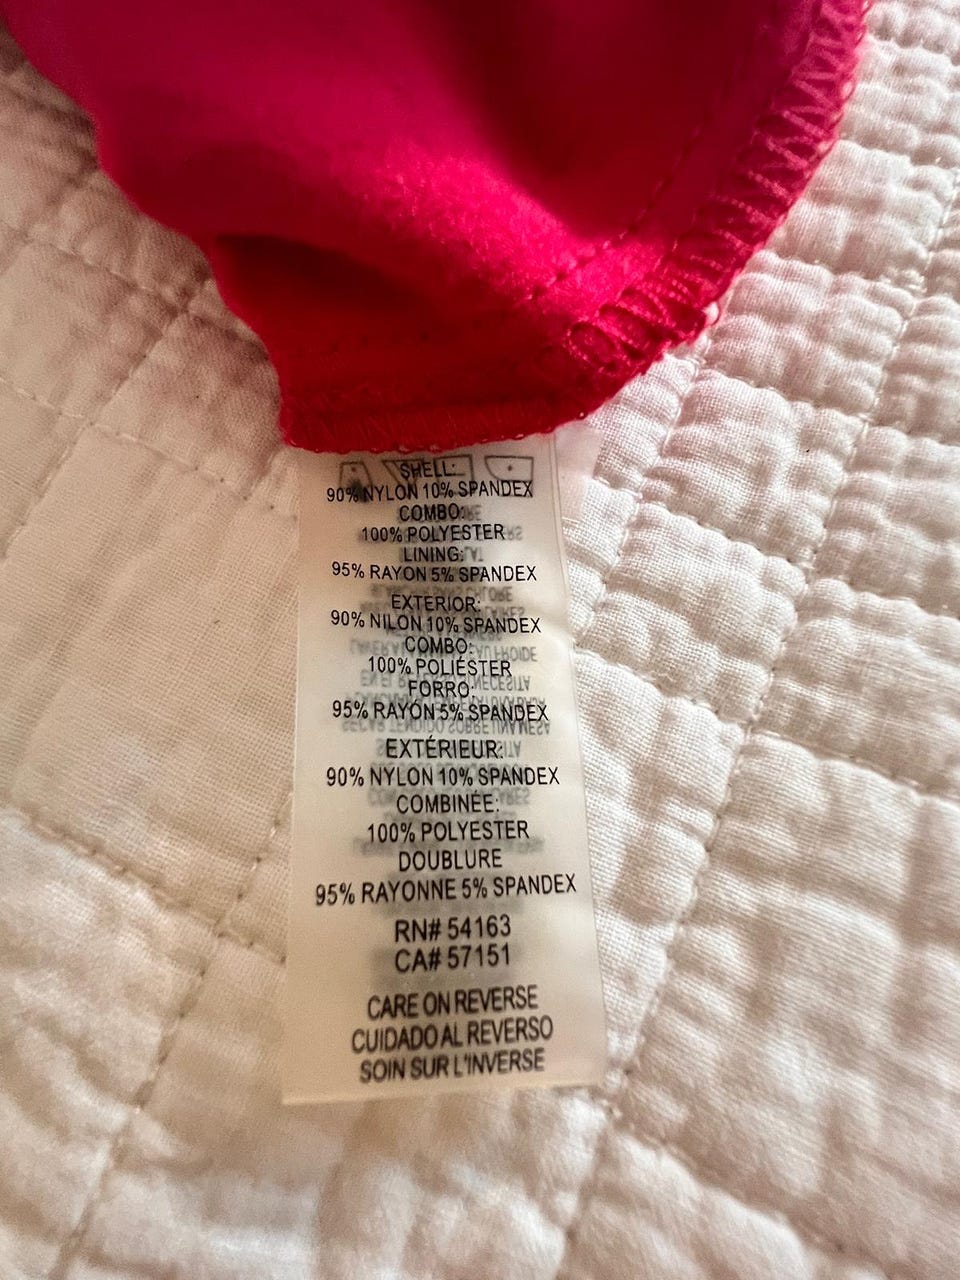 SHELL:
90% NYLON 10% SPANDEX
COMBO:
100% POLYESTER
LINING:
95% RAYON 5% SPANDEX
EXTERIOR:
90% NILON 10% SPANDEX
COMBO:
100% POLIÉSTER
FORRO:
95% RAYÓN 5% SPANDEX
EXTÉRIEUR:
90% NYLON 10% SPANDEX
COMBINÉE:
100% POLYESTER
DOUBLURE
95% RAYONNE 5% SPANDEX
RN# 54163
CA# 57151
CARE ON REVERSE
CUIDADO AL REVERSO
SOIN SUR L'INVERSE